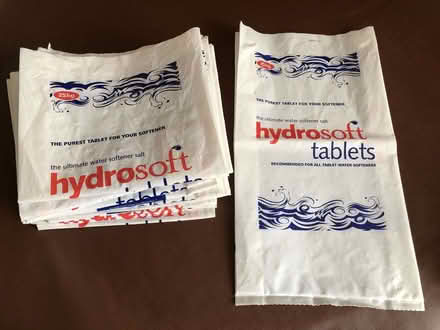 25kg
THE PUREST TABLET FOR YOUR SOFTENER
the ultimate water softener salt
hydrosoft
tablets
THE PUREST TABLET FOR YOUR SOFTENER
the ultimate water softener salt
hydrosoft
tablets
RECOMMENDED FOR ALL TABLET WATER SOFTENERS